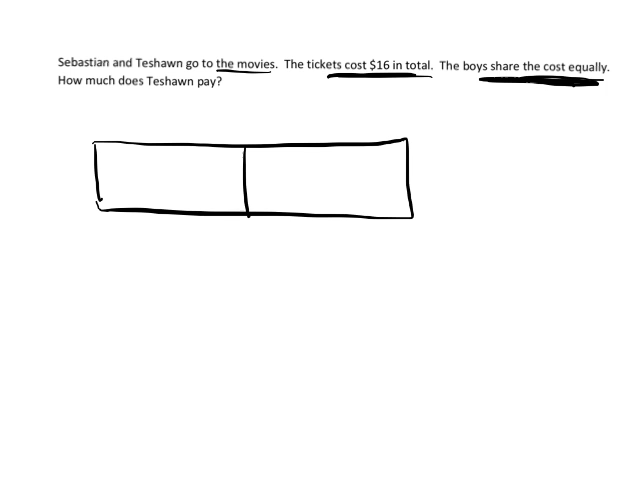 Sebastian and Teshawn go to the movies.  The tickets cost $16 in total.  The boys share the cost equally.
How much does Teshawn pay?